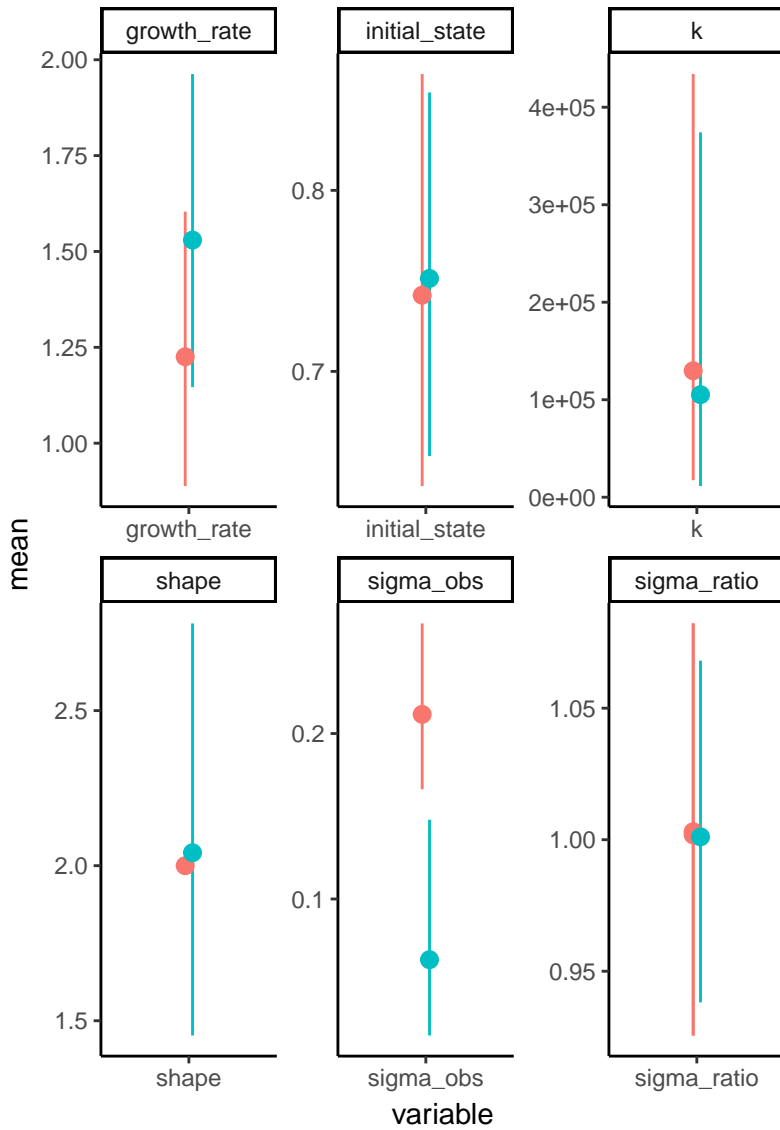 growth_rate initial_state k
2.00
1.75
1.50
1.25
1.00
0.8
0.7
4e+05
3e+05
2e+05
1e+05
0e+00
growth_rate initial_state k
mean
shape sigma_obs sigma_ratio
2.5
2.0
1.5
0.2
0.1
1.05
1.00
0.95
shape sigma_obs sigma_ratio
variable